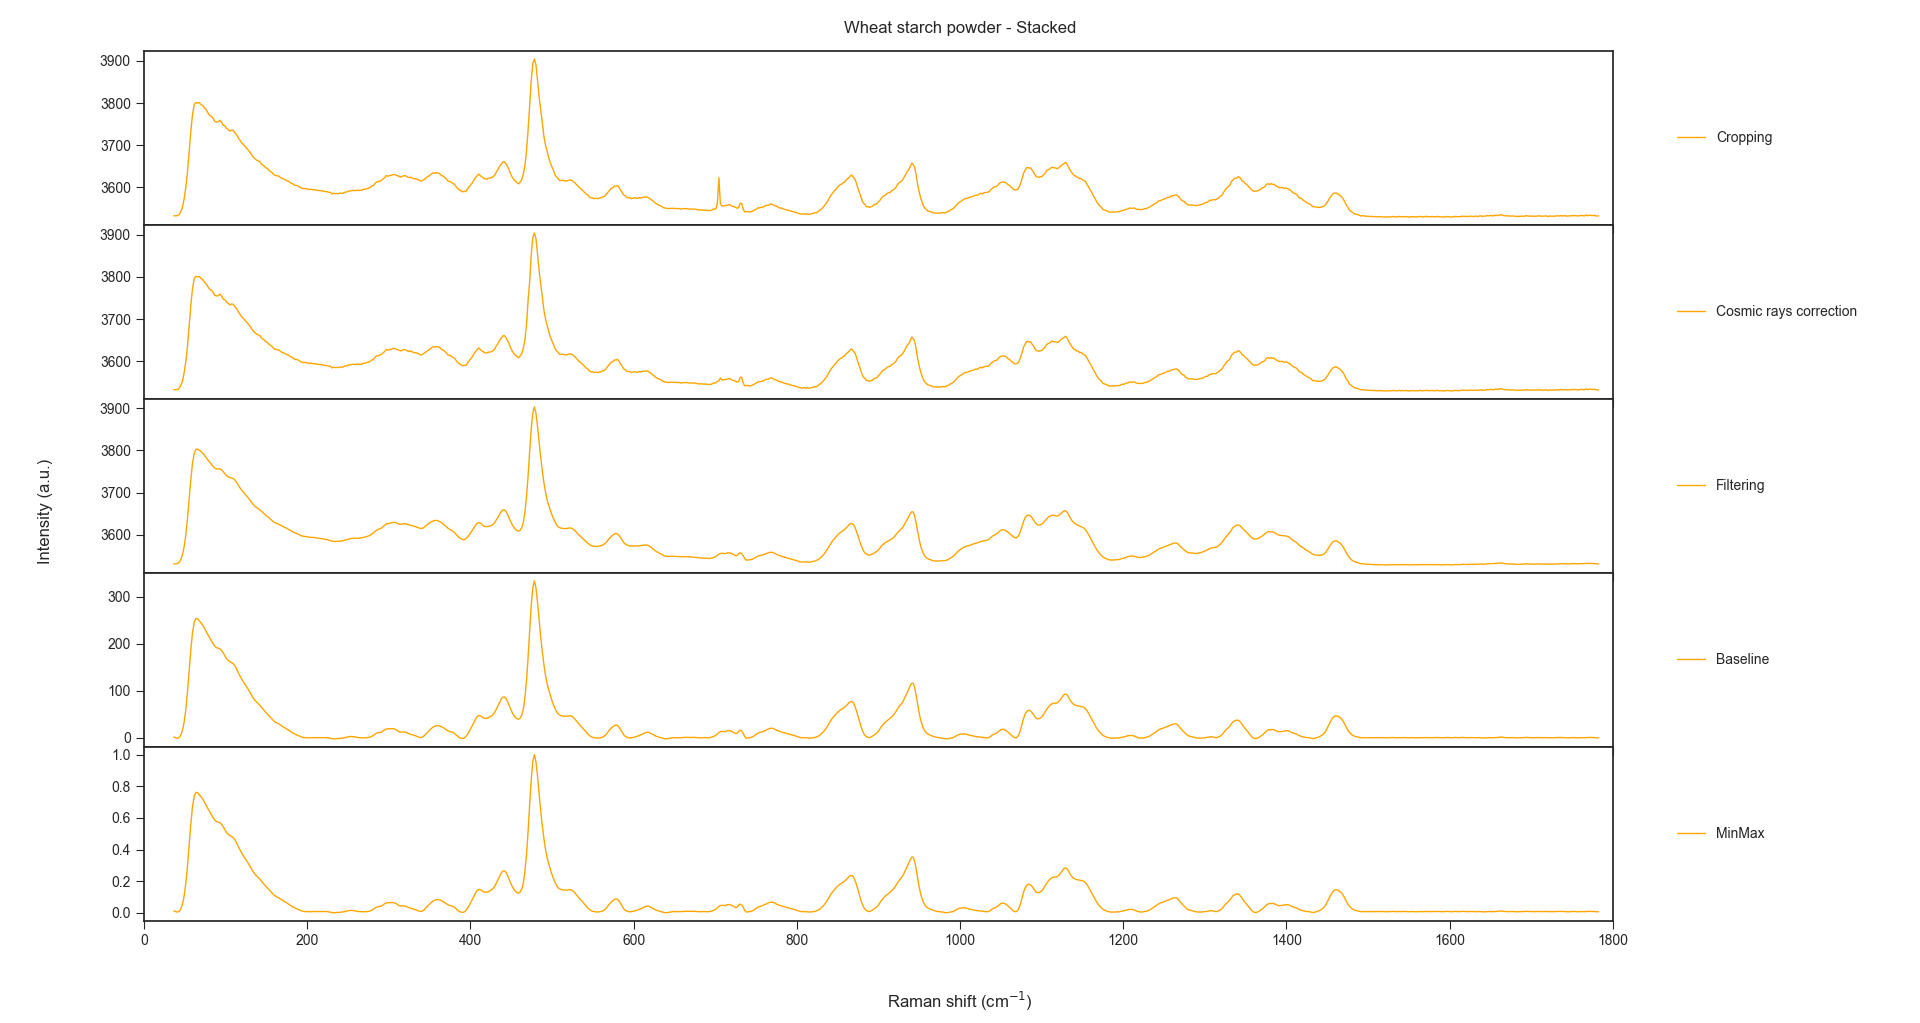 Wheat starch powder - Stacked
3900
3800
3700
3600
Cropping
3900
3800
3700
3600
Cosmic rays correction
3900
3800
3700
3600
Filtering
Intensity (a.u.)
300
200
100
0
Baseline
1.0
0.8
0.6
0.4
0.2
0.0
MinMax
0 200 400 600 800 1000 1200 1400 1600 1800
Raman shift (cm⁻¹)